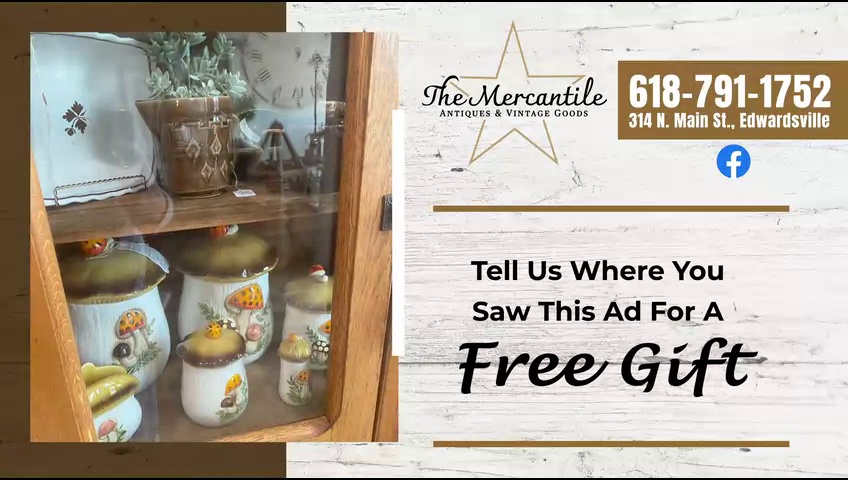 The Mercantile
ANTIQUES & VINTAGE GOODS
618-791-1752
314 N. Main St., Edwardsville
Tell Us Where You
Saw This Ad For A
Free Gift